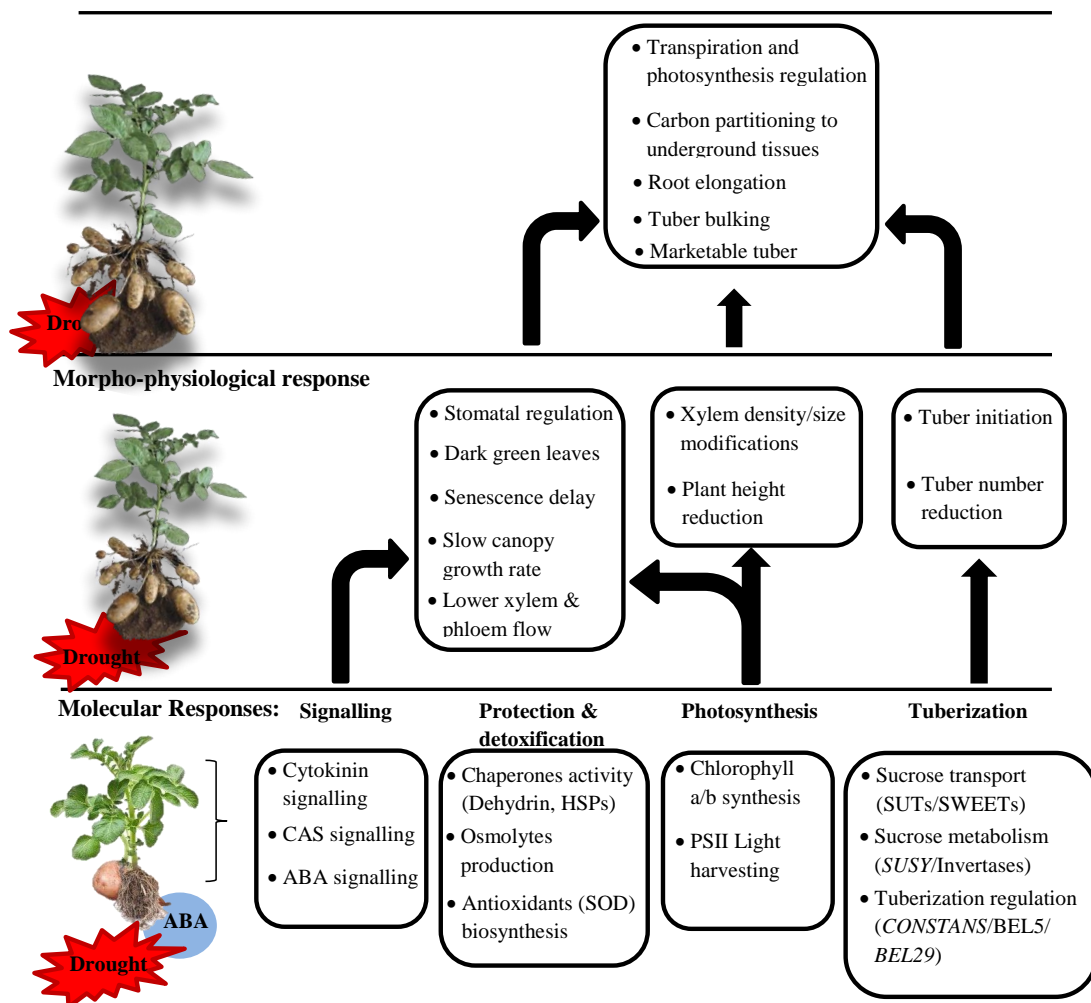 • Transpiration and
photosynthesis regulation
• Carbon partitioning to
underground tissues
• Root elongation
• Tuber bulking
• Marketable tuber
Dro
Morpho-physiological response
• Stomatal regulation
• Dark green leaves
• Senescence delay
• Slow canopy
growth rate
• Lower xylem &
phloem flow
• Xylem density/size
modifications
• Plant height
reduction
• Tuber initiation
• Tuber number
reduction
Drought
Molecular Responses:
Signalling
Protection &
detoxification
Photosynthesis
Tuberization
• Cytokinin
signalling
• CAS signalling
• ABA signalling
• Chaperones activity
(Dehydrin, HSPs)
• Osmolytes
production
• Antioxidants (SOD)
biosynthesis
• Chlorophyll
a/b synthesis
• PSII Light
harvesting
• Sucrose transport
(SUTs/SWEETs)
• Sucrose metabolism
(SUSY/Invertases)
• Tuberization regulation
(CONSTANS/BEL5/
BEL29)
ABA
Drought